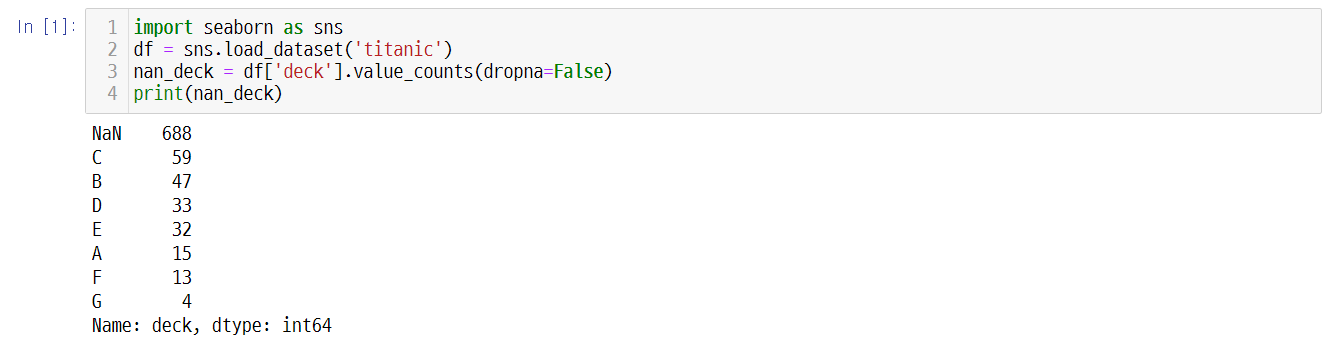 In [1]:
1 import seaborn as sns
2 df = sns.load_dataset('titanic')
3 nan_deck = df['deck'].value_counts(dropna=False)
4 print(nan_deck)
NaN    688
C       59
B       47
D       33
E       32
A       15
F       13
G        4
Name: deck, dtype: int64